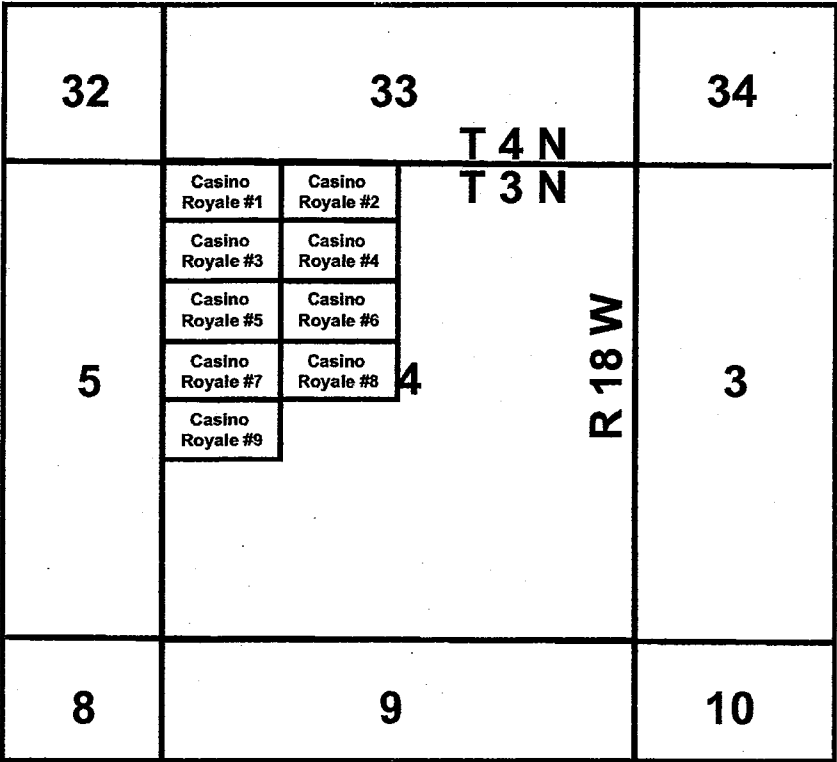 32
33
34
T 4 N
T 3 N
Casino
Royale #1
Casino
Royale #2
Casino
Royale #3
Casino
Royale #4
Casino
Royale #5
Casino
Royale #6
Casino
Royale #7
Casino
Royale #8
Casino
Royale #9
5
4
R 18 W
3
8
9
10